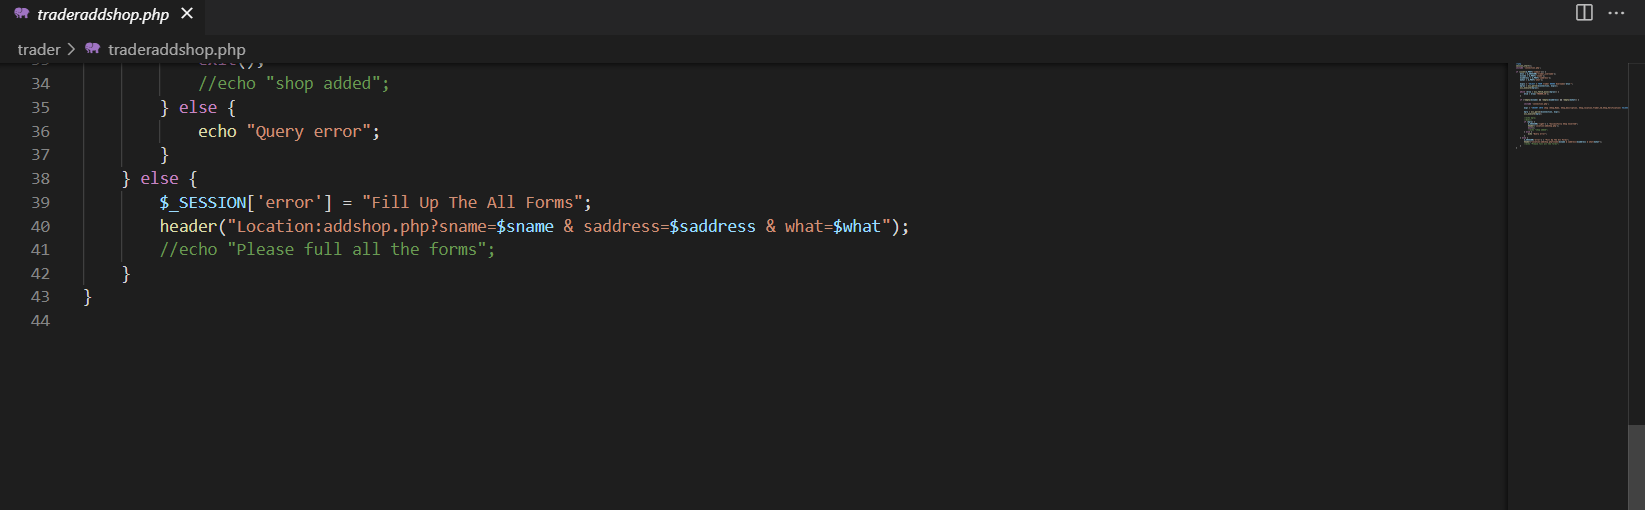 traderaddshop.php
trader > traderaddshop.php
34 //echo "shop added";
35 } else {
36 echo "Query error";
37 }
38 } else {
39 $_SESSION['error'] = "Fill Up The All Forms";
40 header("Location:addshop.php?sname=$sname & saddress=$saddress & what=$what");
41 //echo "Please full all the forms";
42 }
43 }
44